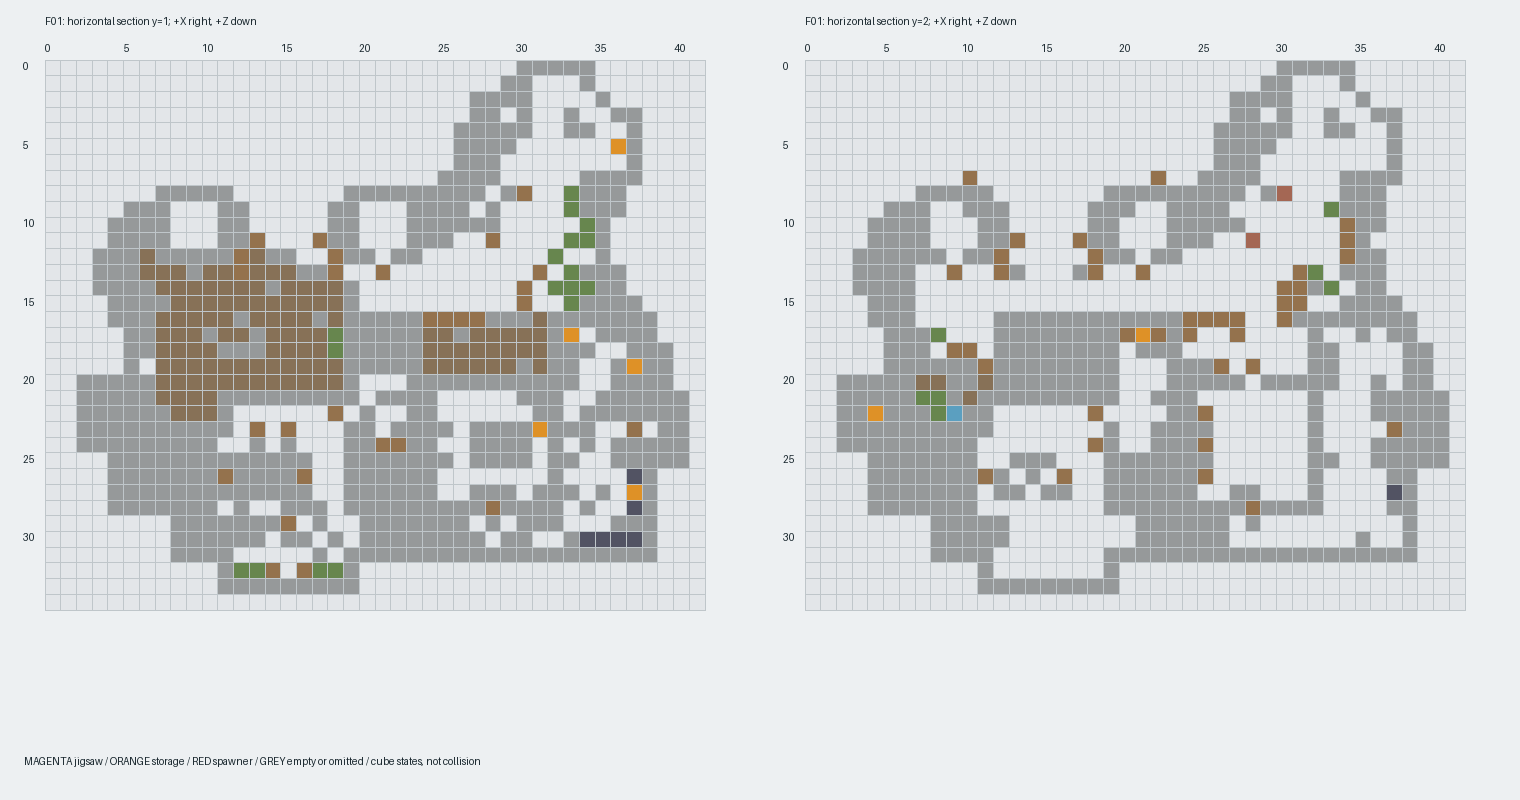 F01: horizontal section y=1; +X right, +Z down
F01: horizontal section y=2; +X right, +Z down
0 5 10 15 20 25 30 35 40
0 5 10 15 20 25 30 35 40
0
5
10
15
20
25
30
0
5
10
15
20
25
30
MAGENTA jigsaw / ORANGE storage / RED spawner / GREY empty or omitted / cube states, not collision